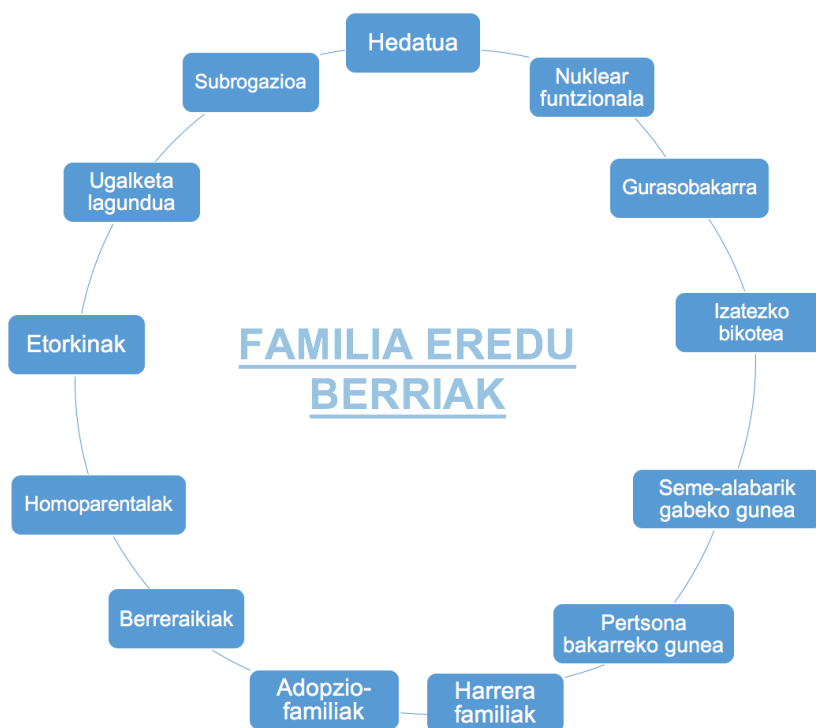 Hedatua
Nuklear
funtzionala
Gurasobakarra
Izatezko
bikotea
Seme-alabarik
gabeko gunea
Pertsona
bakarreko gunea
Harrera
familiak
Adopzio-
familiak
Berreraikiak
Homoparentalak
Etorkinak
Ugalketa
lagundua
Subrogazioa
FAMILIA EREDU
BERRIAK